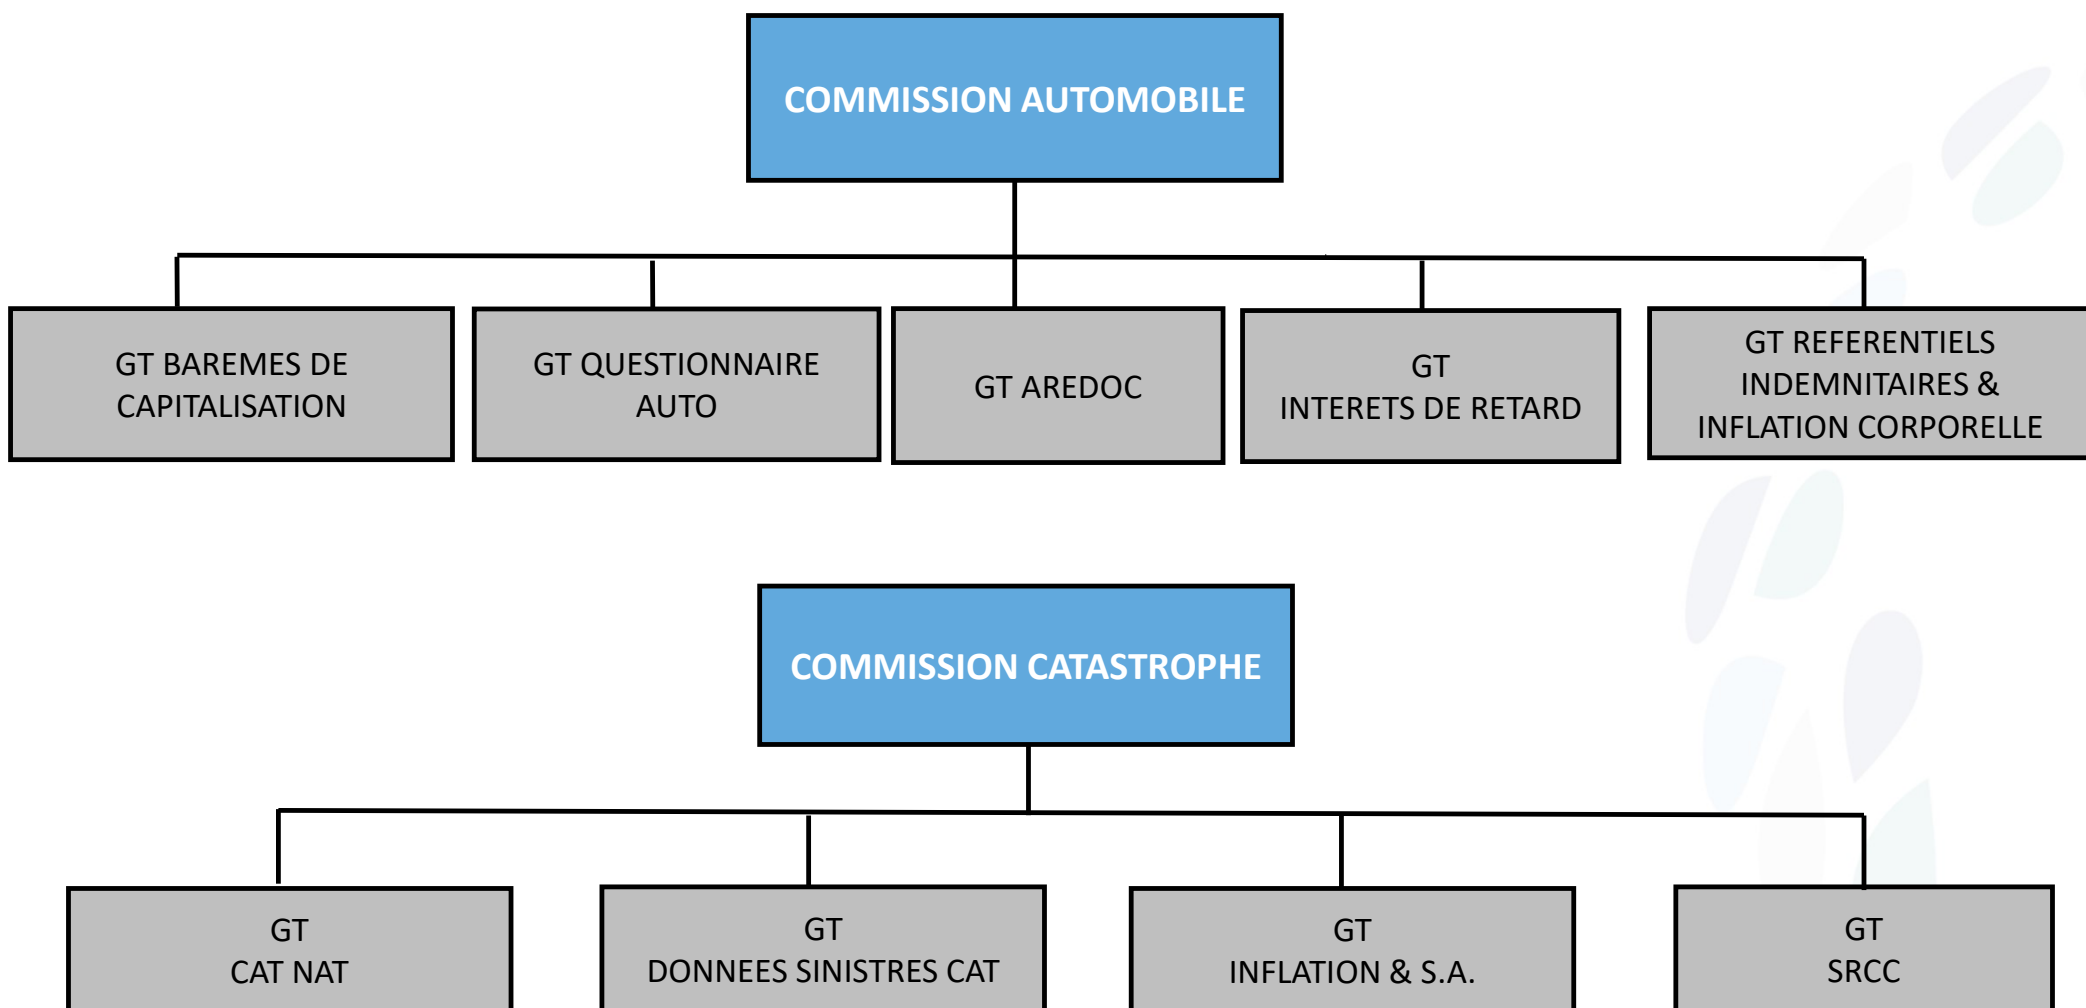 COMMISSION AUTOMOBILE
GT BAREMES DE
CAPITALISATION
GT QUESTIONNAIRE
AUTO
GT AREDOC
GT
INTERETS DE RETARD
GT REFERENTIELS
INDEMNITAIRES &
INFLATION CORPORELLE
COMMISSION CATASTROPHE
GT
CAT NAT
GT
DONNEES SINISTRES CAT
GT
INFLATION & S.A.
GT
SRCC